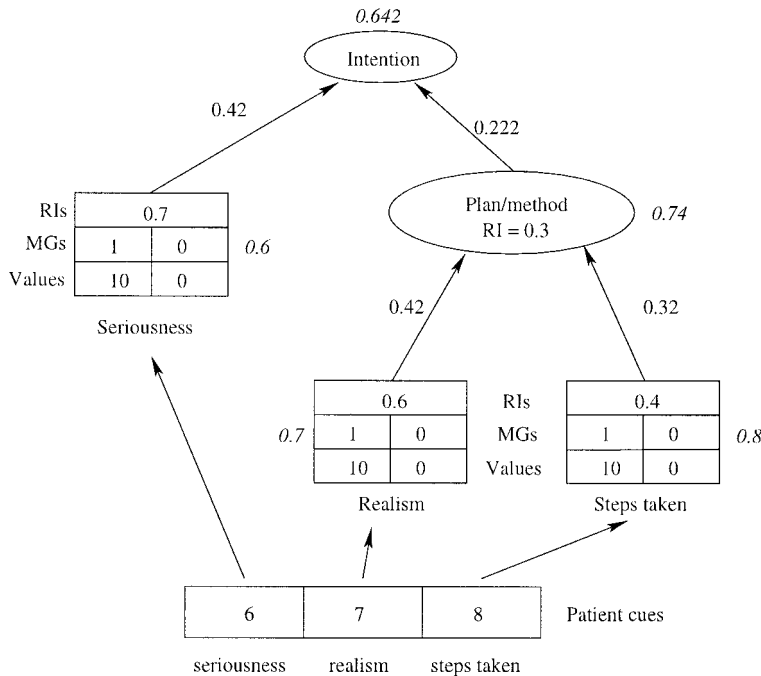 0.642
Intention
0.42
0.222
RIs 0.7
MGs 1 0 0.6
Values 10 0
Seriousness
Plan/method 0.74
RI = 0.3
0.42 0.32
0.6 RIs 0.4
0.7 1 0 MGs 1 0 0.8
10 0 Values 10 0
Realism Steps taken
6 7 8 Patient cues
seriousness realism steps taken